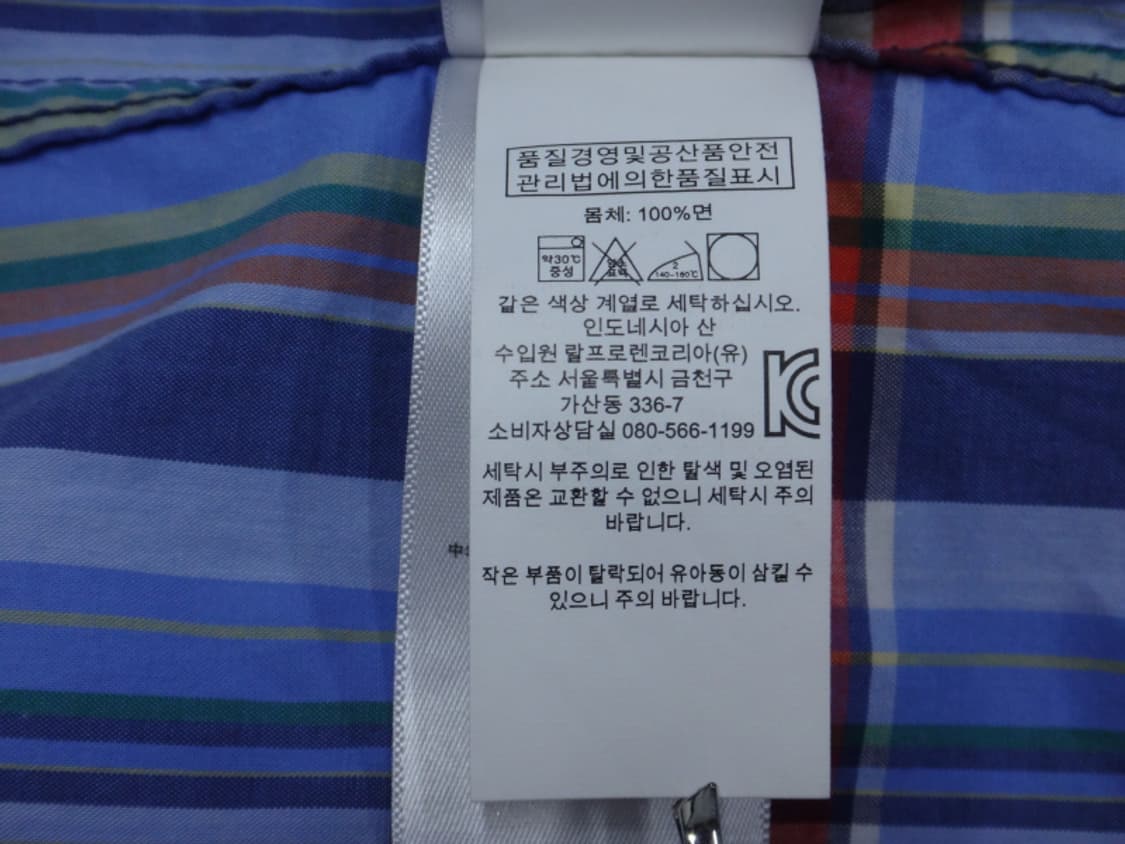 품질경영및공산품안전
관리법에의한품질표시
몸체: 100%면
약30℃
중성
염소
표백
2
140~160℃
같은 색상 계열로 세탁하십시오.
인도네시아 산
수입원 랄프로렌코리아(유)
주소 서울특별시 금천구
가산동 336-7
소비자상담실 080-566-1199
세탁시 부주의로 인한 탈색 및 오염된
제품은 교환할 수 없으니 세탁시 주의
바랍니다.
작은 부품이 탈락되어 유아동이 삼킬 수
있으니 주의 바랍니다.
中